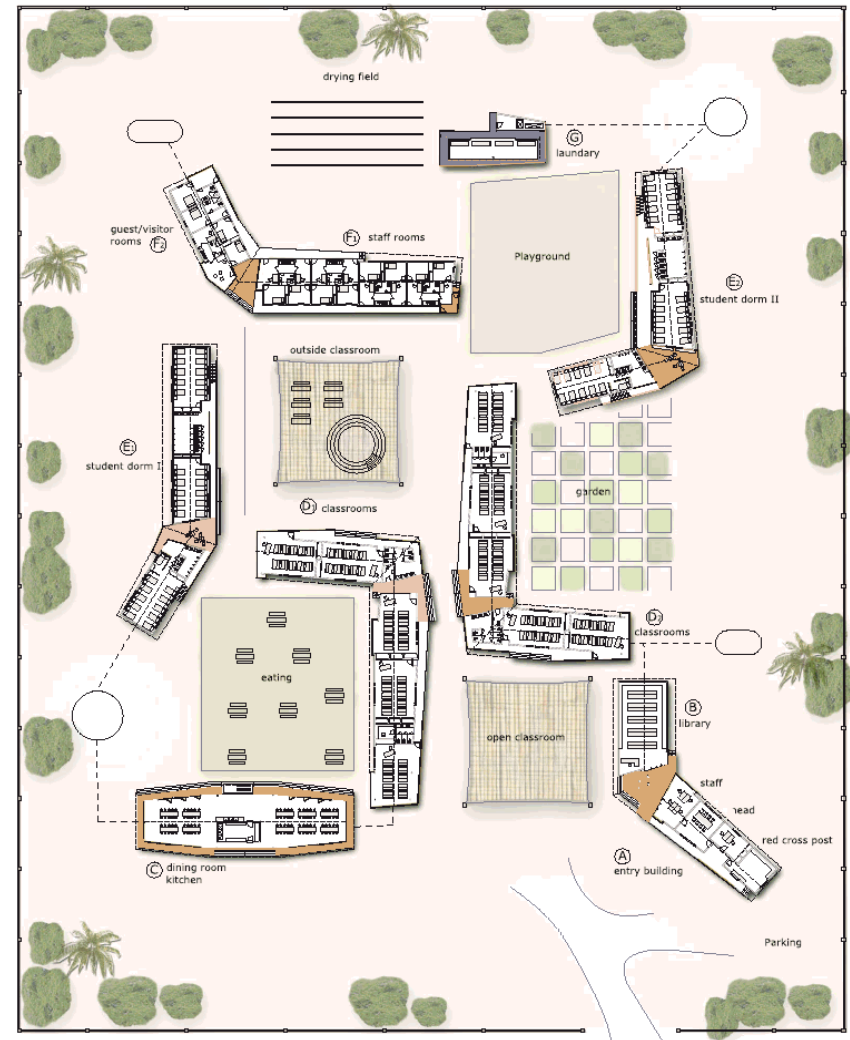 drying field
G
laundary
guest/visitor
rooms
F2
F1
staff rooms
Playground
E2
student dorm II
outside classroom
E1
student dorm I
garden
D1
classrooms
D2
classrooms
eating
B
library
open classroom
staff
head
red cross post
A
entry building
C
dining room
kitchen
Parking